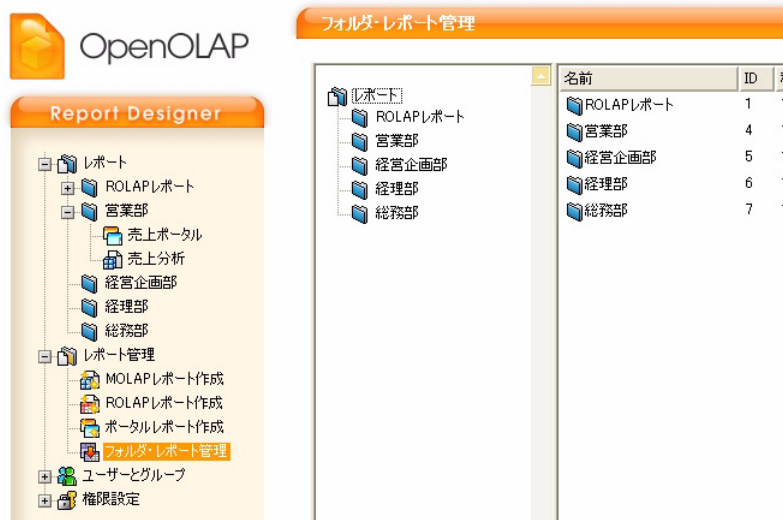 OpenOLAP
フォルダ・レポート管理
Report Designer
レポート
ROLAPレポート
営業部
売上ポータル
売上分析
経営企画部
経理部
総務部
レポート管理
MOLAPレポート作成
ROLAPレポート作成
ポータルレポート作成
フォルダ・レポート管理
ユーザーとグループ
権限設定
レポート
ROLAPレポート
営業部
経営企画部
経理部
総務部
名前 ID
ROLAPレポート 1
営業部 4
経営企画部 5
経理部 6
総務部 7